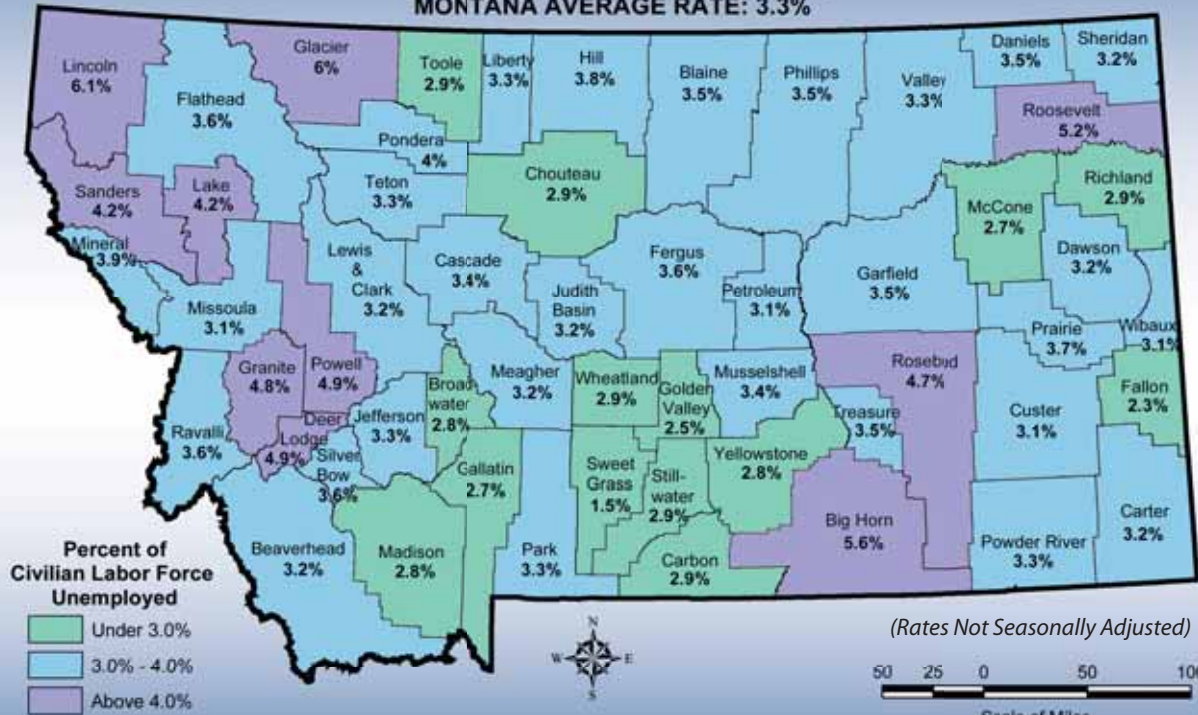 MONTANA AVERAGE RATE: 3.3%
Lincoln
6.1%
Flathead
3.6%
Glacier
6%
Toole
2.9%
Liberty
3.3%
Hill
3.8%
Blaine
3.5%
Phillips
3.5%
Valley
3.3%
Daniels
3.5%
Sheridan
3.2%
Roosevelt
5.2%
Pondera
4%
Teton
3.3%
Chouteau
2.9%
Sanders
4.2%
Lake
4.2%
McCone
2.7%
Richland
2.9%
Mineral
3.9%
Missoula
3.1%
Lewis
&
Clark
3.2%
Cascade
3.4%
Judith
Basin
3.2%
Fergus
3.6%
Petroleum
3.1%
Garfield
3.5%
Dawson
3.2%
Prairie
3.7%
Wibaux
3.1%
Granite
4.8%
Powell
4.9%
Meagher
3.2%
Wheatland
2.9%
Golden
Valley
2.5%
Musselshell
3.4%
Rosebud
4.7%
Treasure
3.5%
Custer
3.1%
Fallon
2.3%
Ravalli
3.6%
Deer
Lodge
4.9%
Silver
Bow
3.6%
Jefferson
3.3%
Broad
water
2.8%
Gallatin
2.7%
Sweet
Grass
1.5%
Still-
water
2.9%
Yellowstone
2.8%
Beaverhead
3.2%
Madison
2.8%
Park
3.3%
Carbon
2.9%
Big Horn
5.6%
Powder River
3.3%
Carter
3.2%
Percent of
Civilian Labor Force
Unemployed
Under 3.0%
3.0% - 4.0%
Above 4.0%
N
W E
S
(Rates Not Seasonally Adjusted)
50 25 0 50 100
Scale of Miles